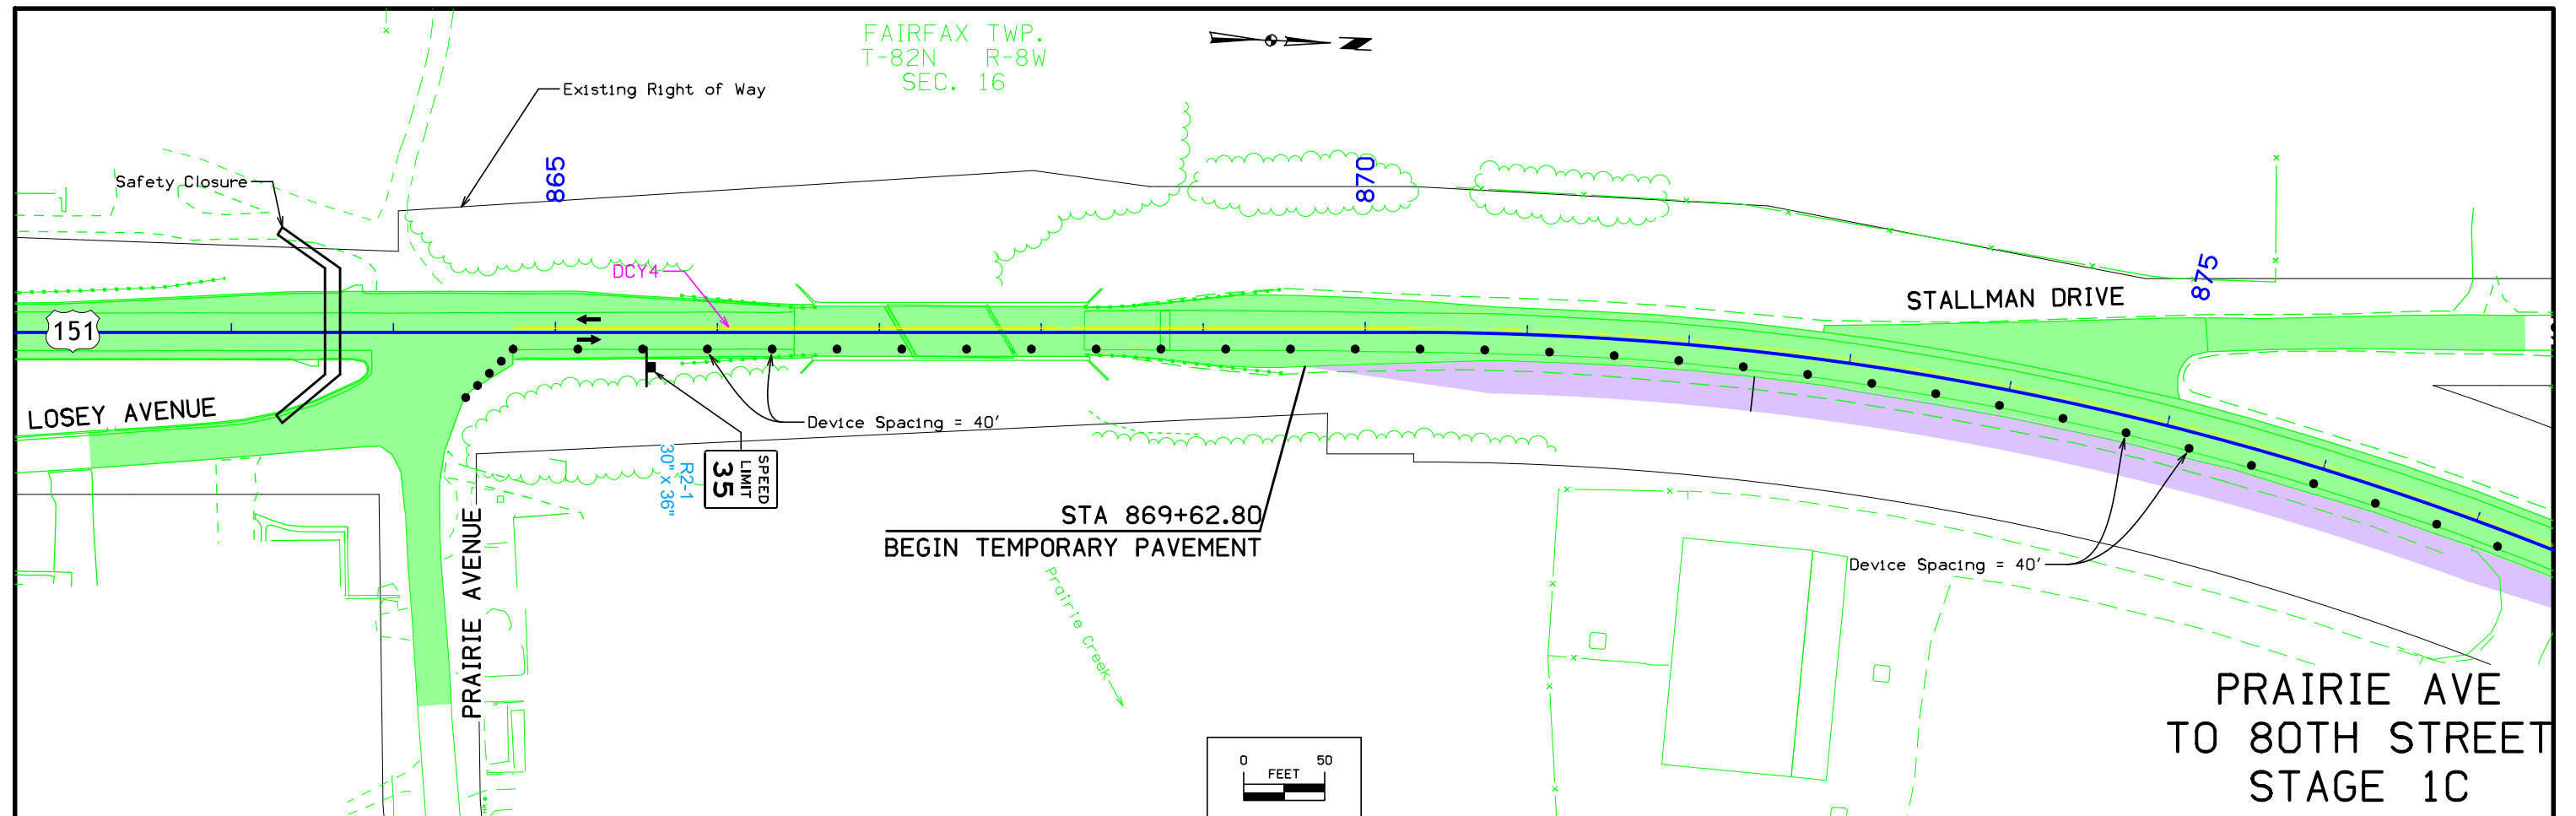 FAIRFAX TWP.
T-82N R-8W
SEC. 16
N
Existing Right of Way
Safety Closure
865
870
875
DCY4
STALLMAN DRIVE
151
LOSEY AVENUE
Device Spacing = 40'
SPEED
LIMIT
35
R2-1
30" x 36"
STA 869+62.80
BEGIN TEMPORARY PAVEMENT
PRAIRIE AVENUE
Prairie Creek
Device Spacing = 40'
PRAIRIE AVE
TO 80TH STREET
STAGE 1C
0 50
FEET